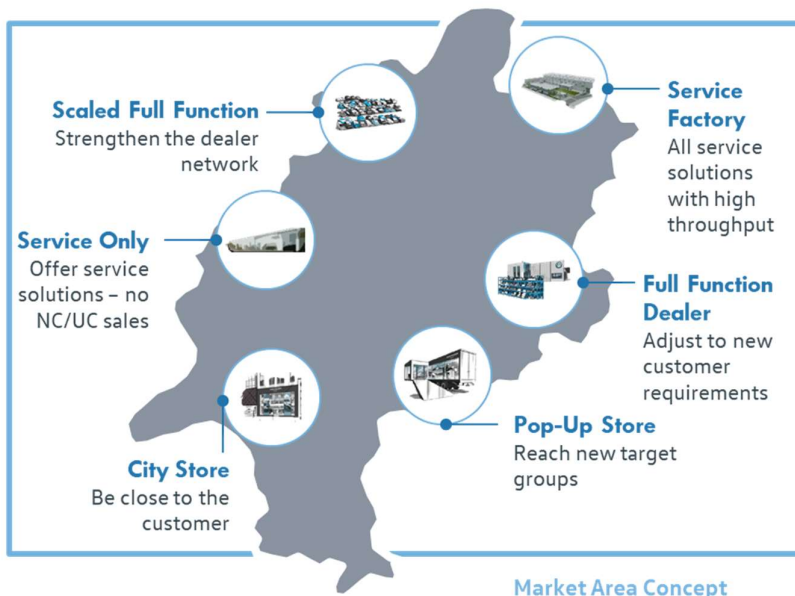 Scaled Full Function
Strengthen the dealer
network
Service
Factory
All service
solutions
with high
throughput
Service Only
Offer service
solutions – no
NC/UC sales
Full Function
Dealer
Adjust to new
customer
requirements
City Store
Be close to the
customer
Pop-Up Store
Reach new target
groups
Market Area Concept